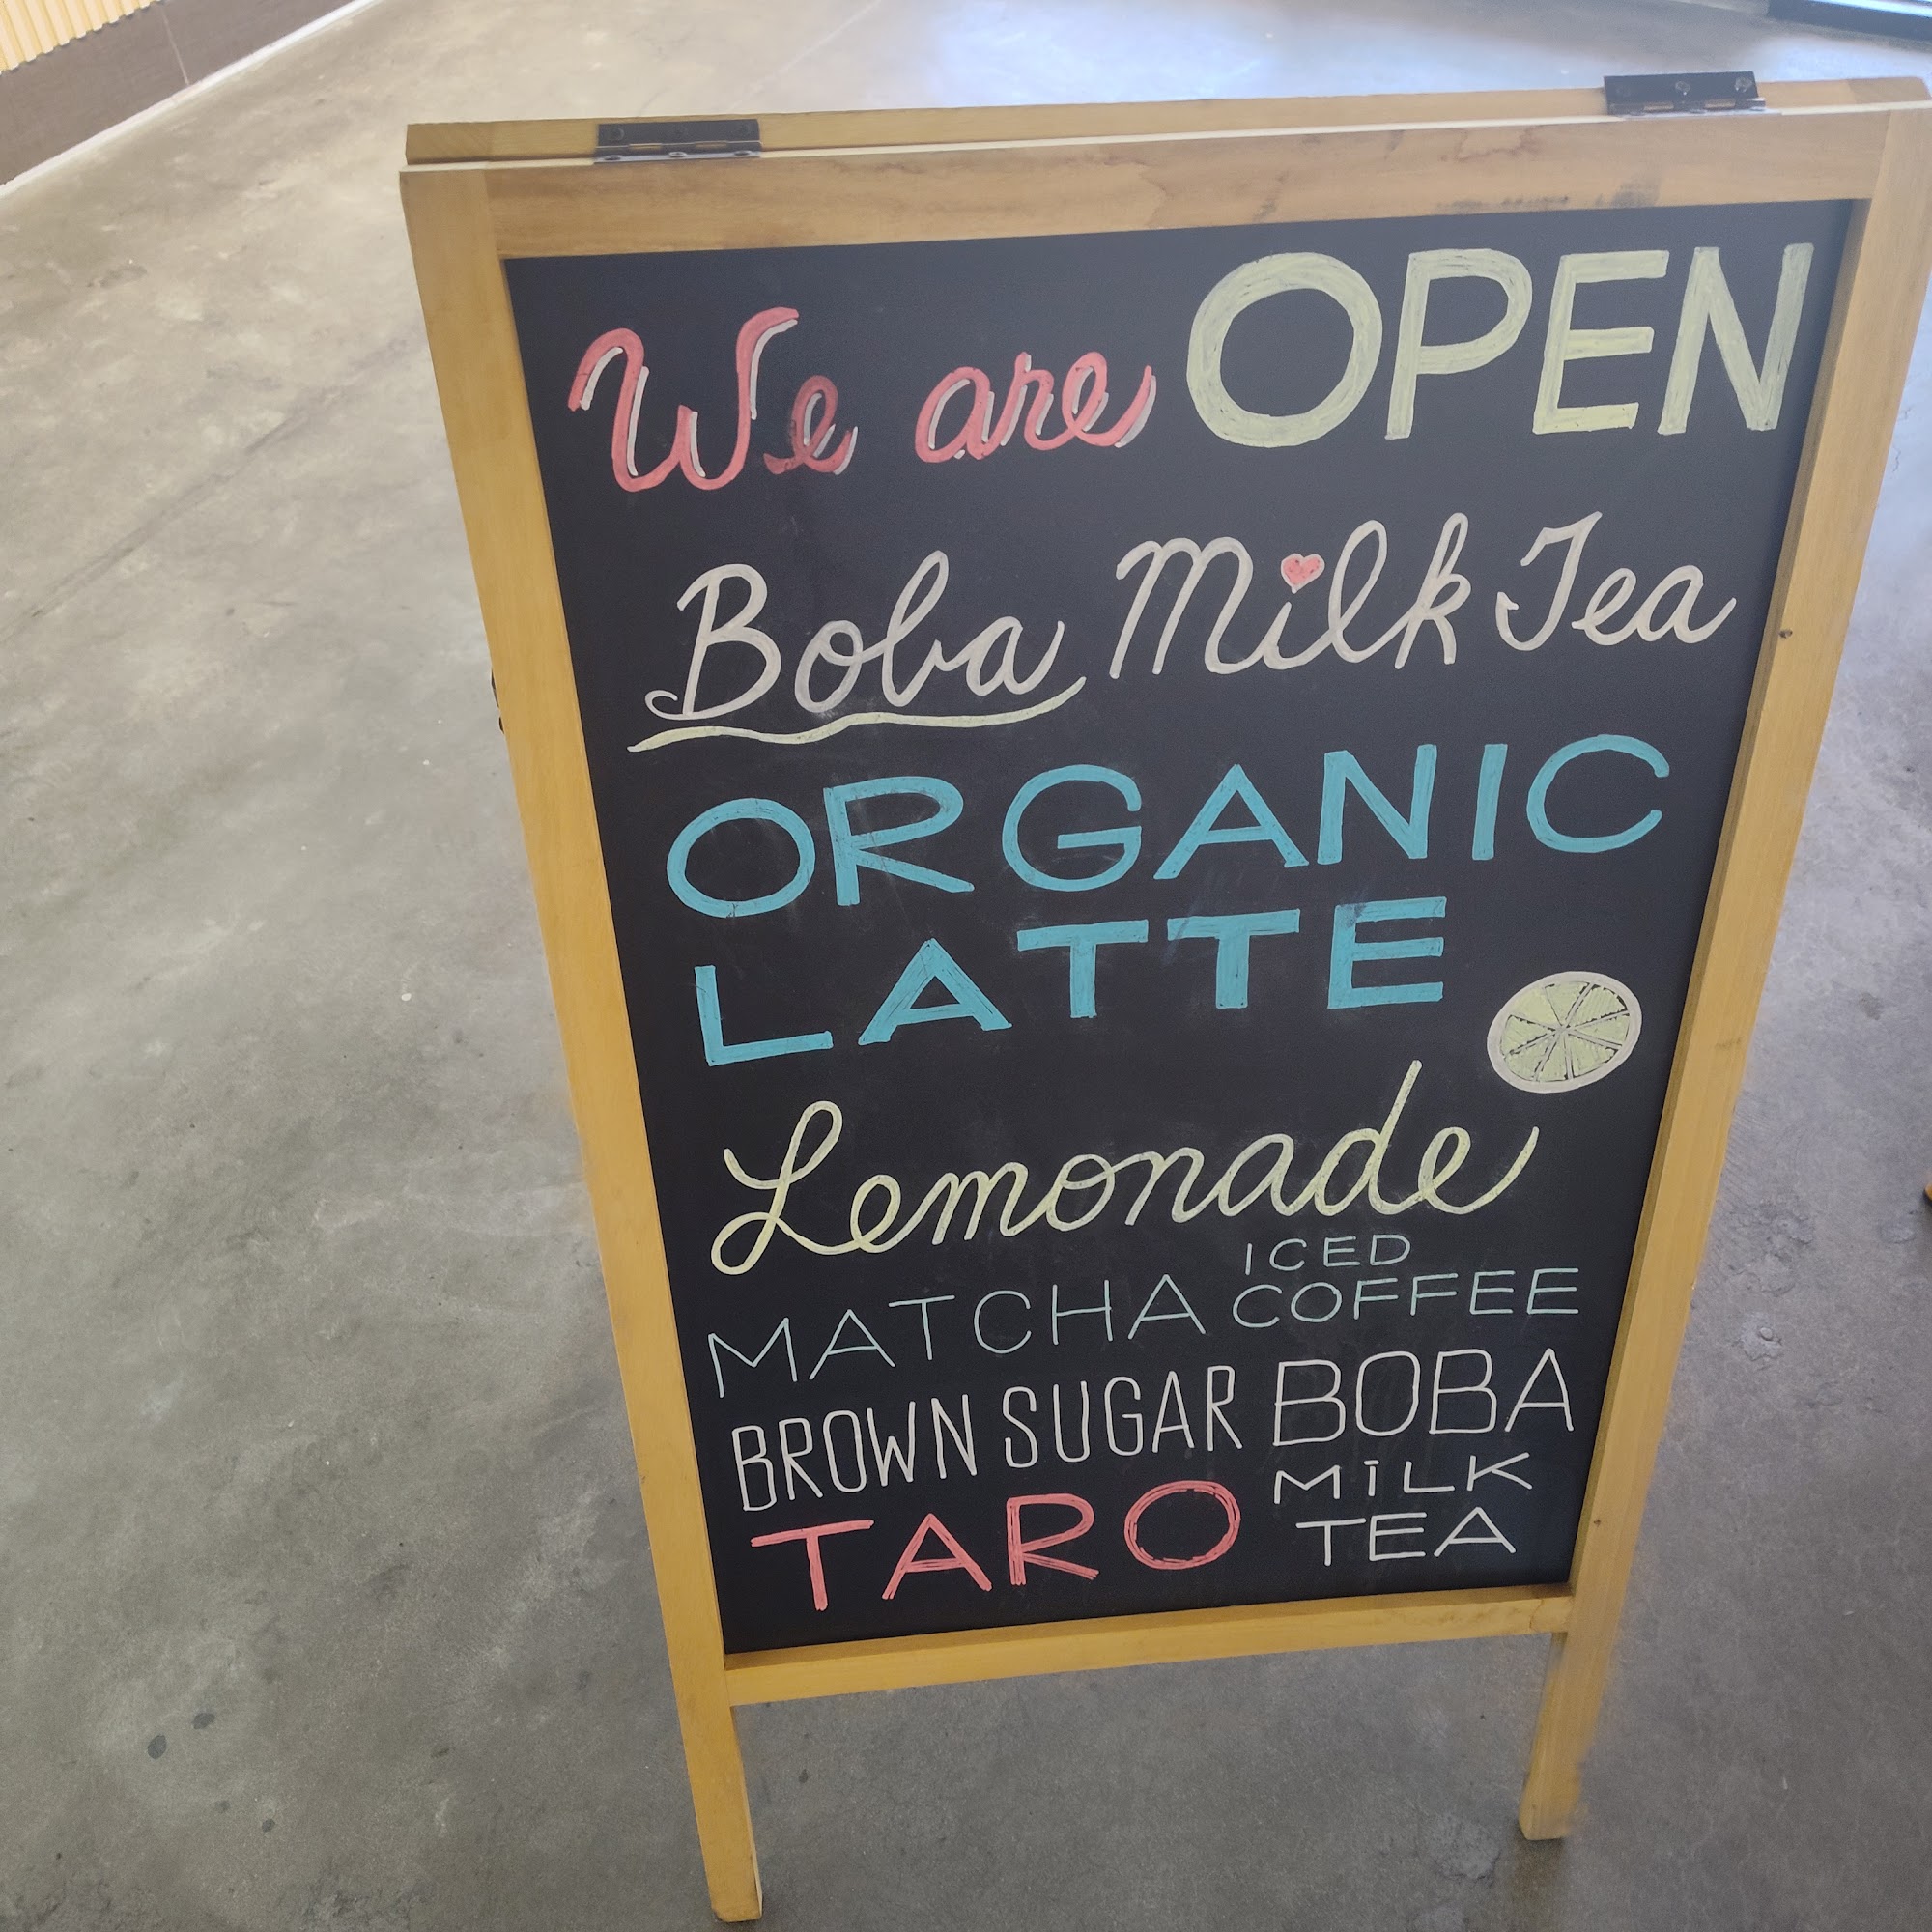 We are OPEN
Boba Milk Tea
ORGANIC
LATTE
Lemonade
MATCHA ICED COFFEE
BROWN SUGAR BOBA
TARO MILK TEA